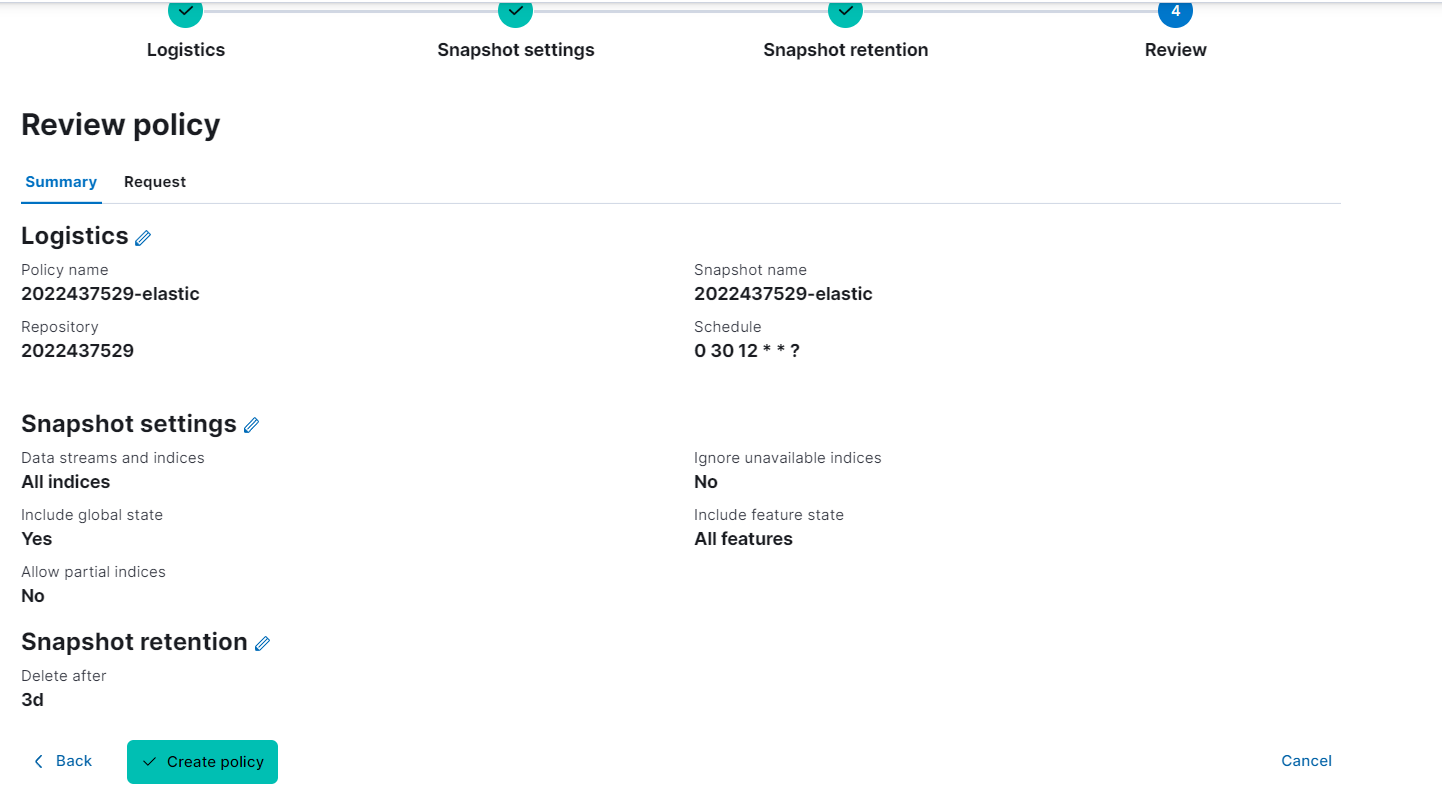 4
Logistics
Snapshot settings
Snapshot retention
Review
Review policy
Summary
Request
Logistics
Policy name
2022437529-elastic
Snapshot name
2022437529-elastic
Repository
2022437529
Schedule
0 30 12 * * ?
Snapshot settings
Data streams and indices
All indices
Ignore unavailable indices
No
Include global state
Yes
Include feature state
All features
Allow partial indices
No
Snapshot retention
Delete after
3d
Back
Create policy
Cancel